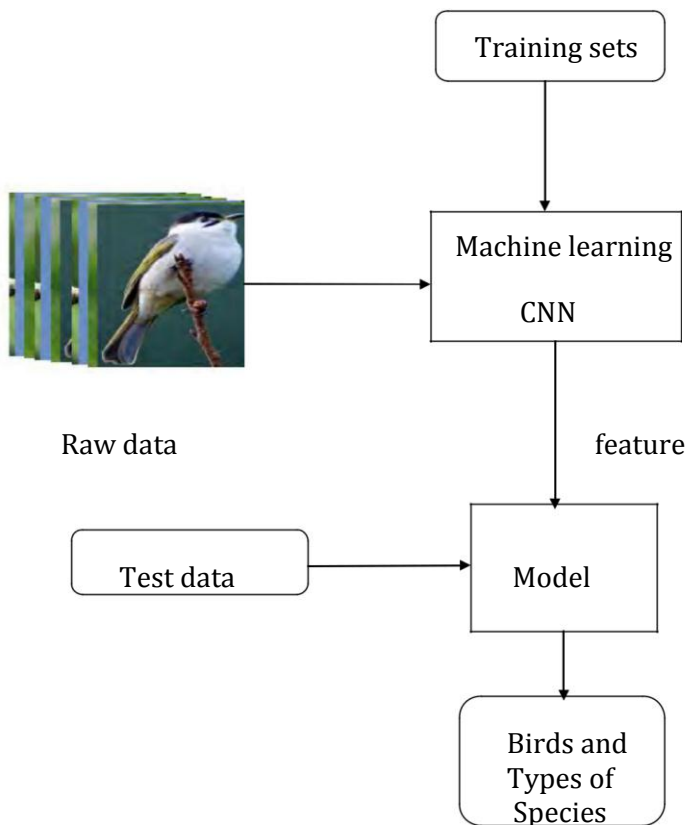 Training sets
Machine learning
CNN
Raw data
feature
Test data
Model
Birds and
Types of
Species